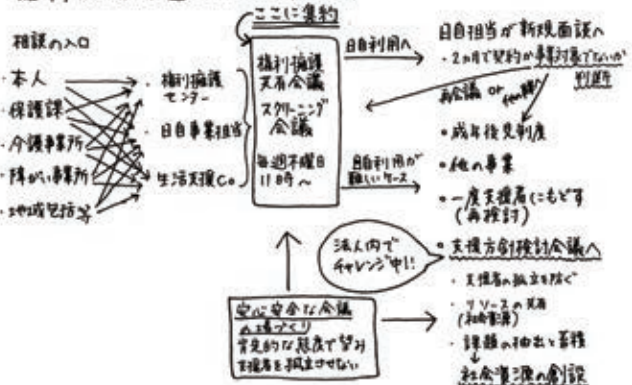 ここに集約
相談の入口
・本人
・保護課
・介護事業所
・障がい事業所
・地域包括等
・権利擁護
センター
・日自事業担当
・生活支援Co
権利擁護
支有会議
スクリーニング
会議
毎週木曜日
11時〜
日自利用へ
日自担当が新規面談へ
・2ヵ月で契約か事業対象でないか
判断
再会議 or
日自利用が
難しいケース
・成年後見制度
・他の事業
・一度支援者にもどす
(再検討)
・支援方針検討会議へ
・支援者の孤立を防ぐ
・リソースの共有
(社会資源)
・課題の抽出と蓄積
社会資源の創設
法人内で
チャレンジ中!!
安心安全な会議
の場づくり
肯定的な態度で望み
支援者を孤立させない